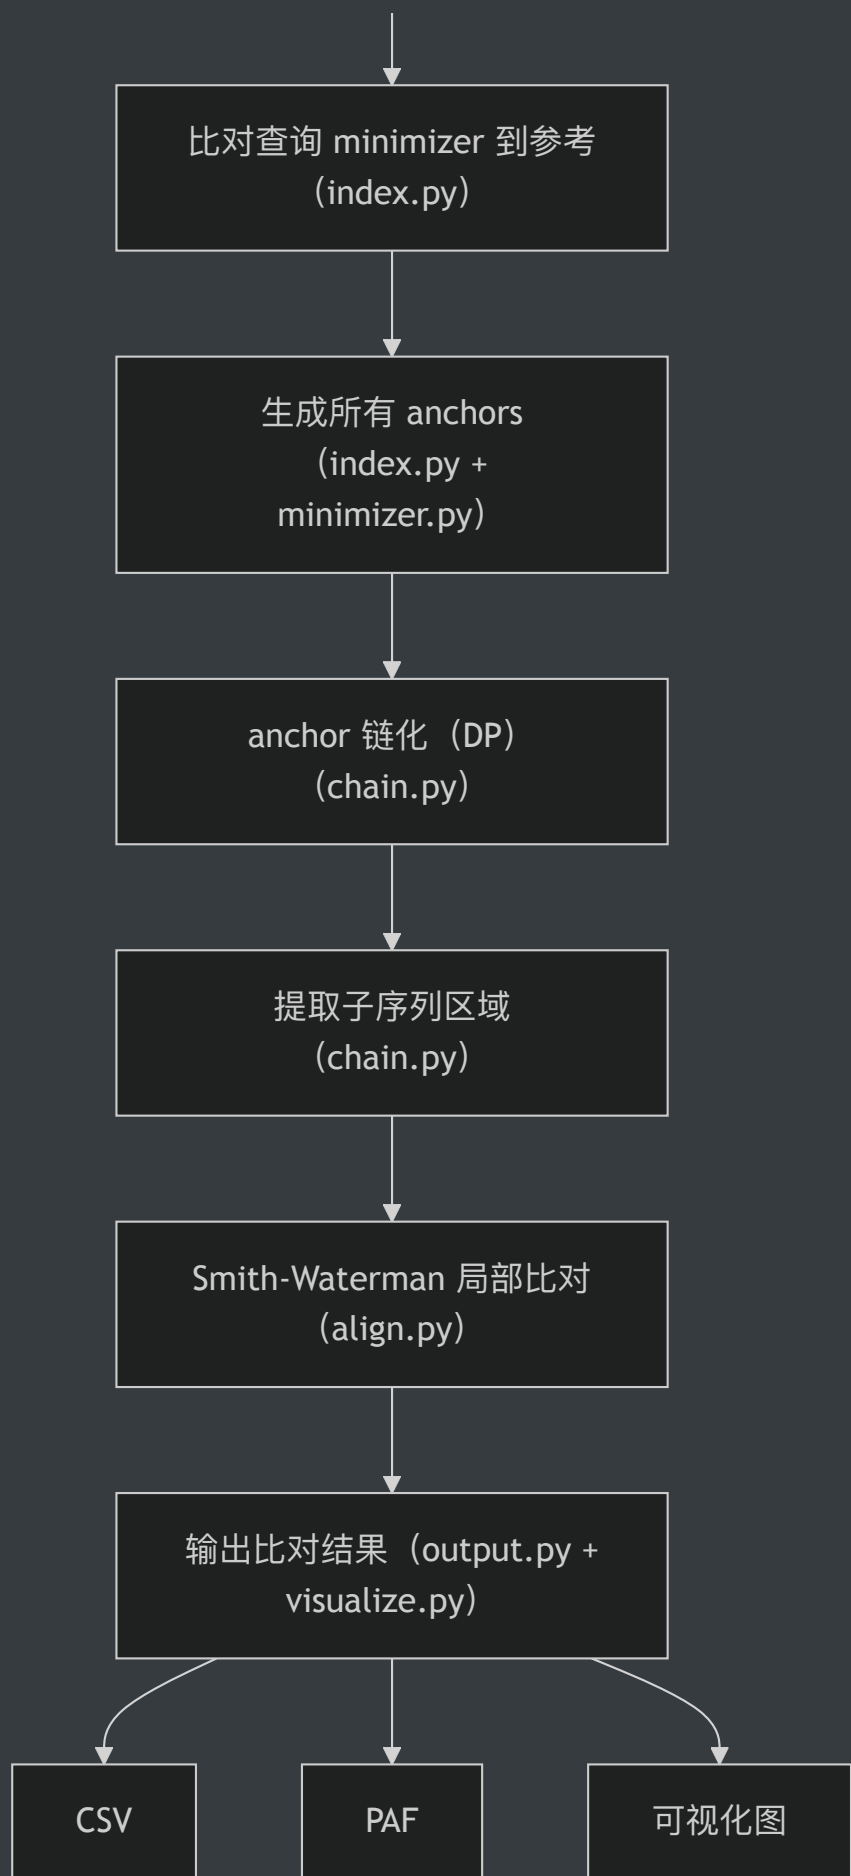 比对查询 minimizer 到参考
（index.py）
生成所有 anchors
（index.py +
minimizer.py）
anchor 链化（DP）
（chain.py）
提取子序列区域
（chain.py）
Smith-Waterman 局部比对
（align.py）
输出比对结果（output.py +
visualize.py）
CSV
PAF
可视化图